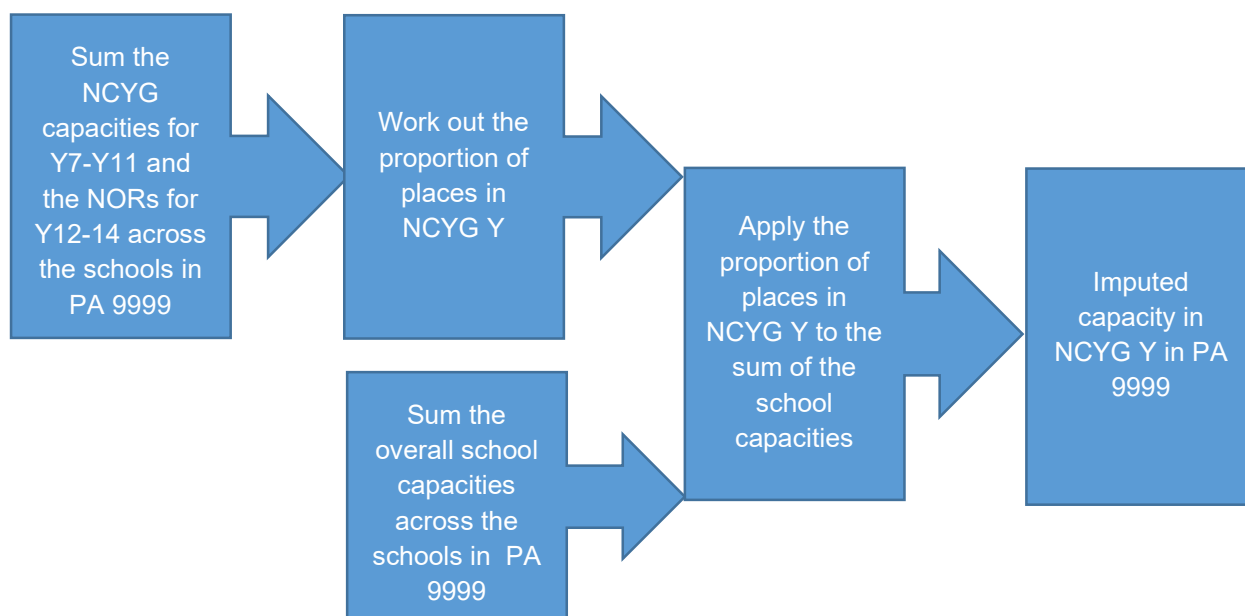 Sum the
NCYG
capacities for
Y7-Y11 and
the NORs for
Y12-14 across
the schools in
PA 9999
Work out the
proportion of
places in
NCYG Y
Sum the
overall school
capacities
across the
schools in  PA
9999
Apply the
proportion of
places in
NCYG Y to the
sum of the
school
capacities
Imputed
capacity in
NCYG Y in PA
9999